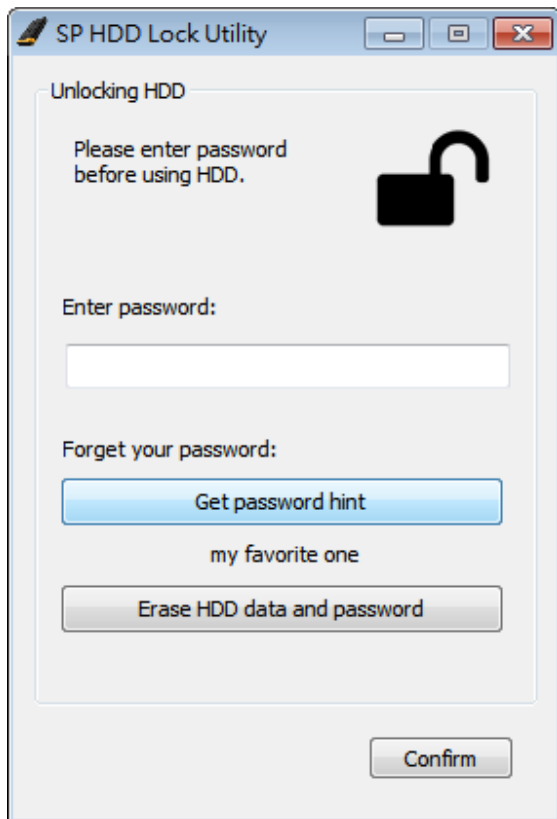 SP HDD Lock Utility
Unlocking HDD
Please enter password
before using HDD.
Enter password:
Forget your password:
Get password hint
my favorite one
Erase HDD data and password
Confirm